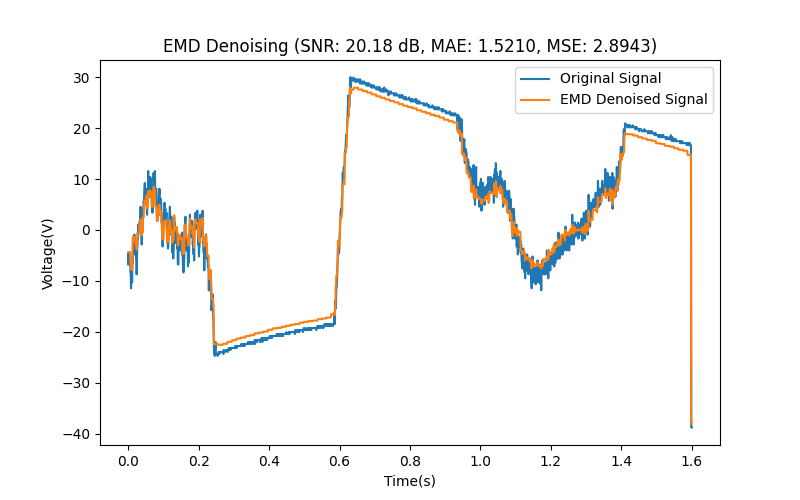 EMD Denoising (SNR: 20.18 dB, MAE: 1.5210, MSE: 2.8943)
Original Signal
EMD Denoised Signal
30
20
10
0
−10
−20
−30
−40
Voltage(V)
0.0 0.2 0.4 0.6 0.8 1.0 1.2 1.4 1.6
Time(s)